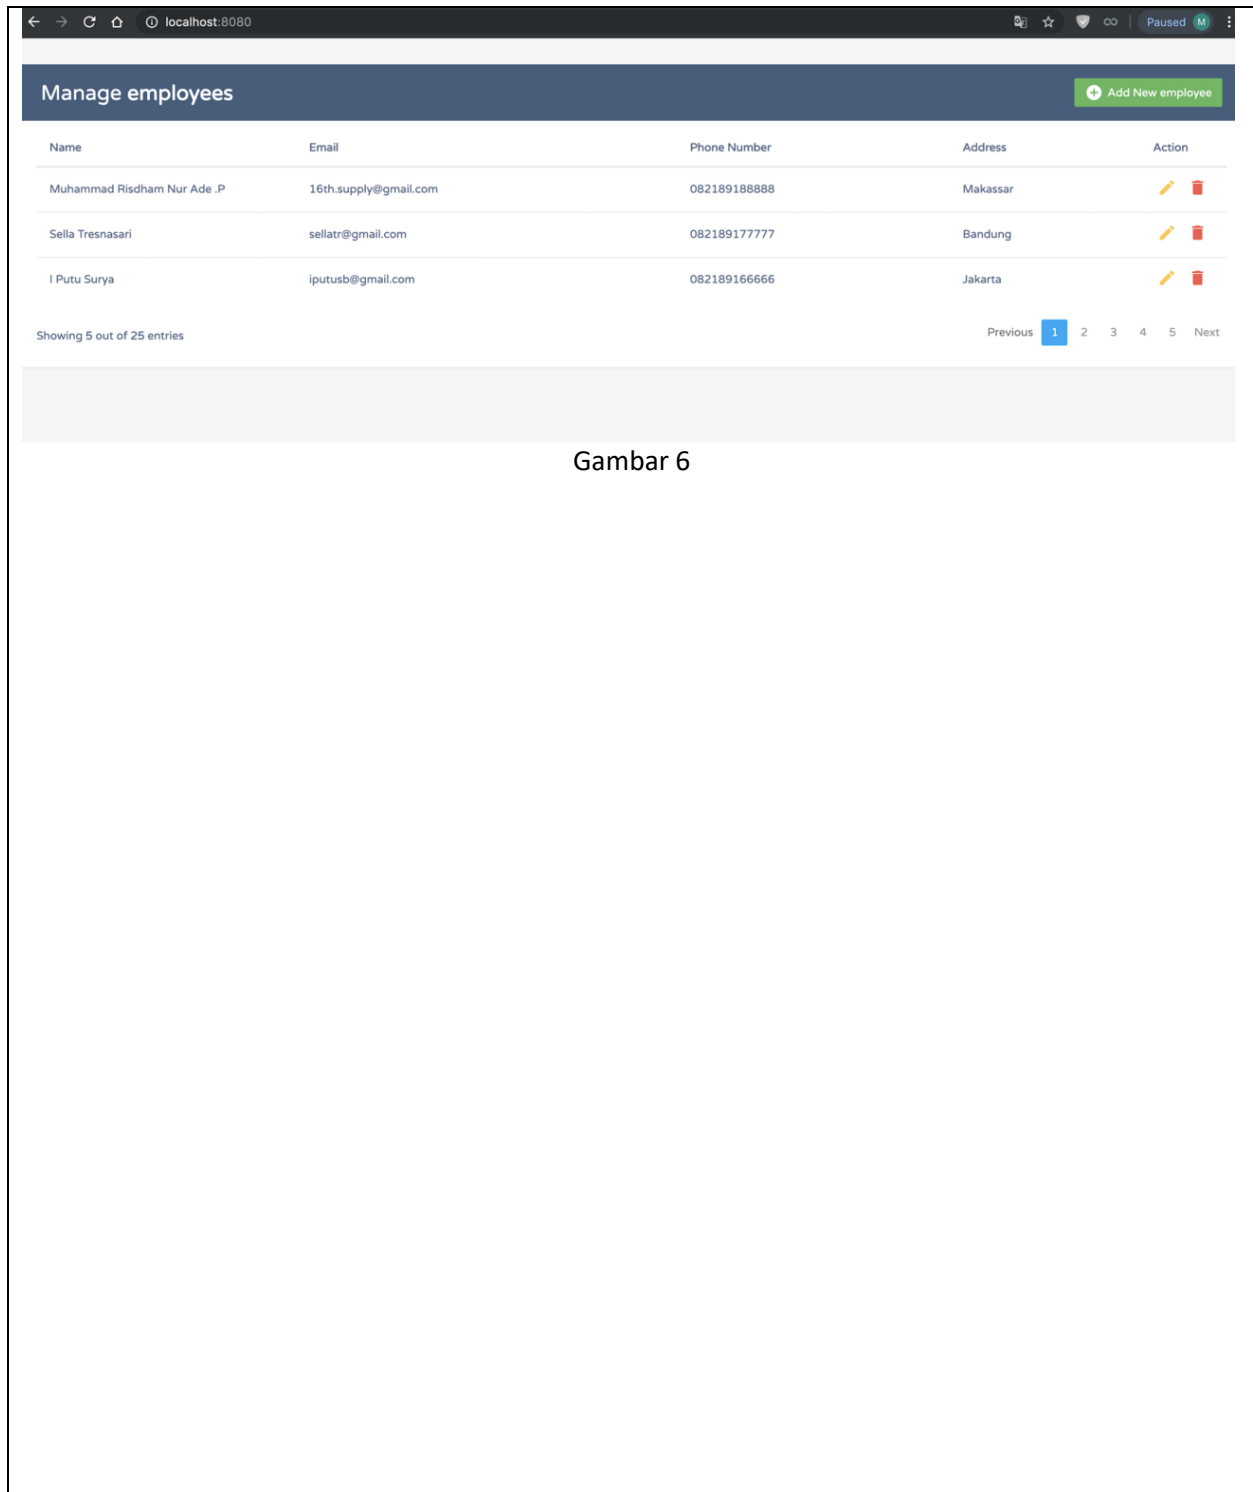 localhost:8080 Paused M
Manage employees Add New employee
Name Email Phone Number Address Action
Muhammad Risdham Nur Ade .P 16th.supply@gmail.com 082189188888 Makassar
Sella Tresnasari sellatr@gmail.com 082189177777 Bandung
I Putu Surya iputusb@gmail.com 082189166666 Jakarta
Showing 5 out of 25 entries Previous 1 2 3 4 5 Next
Gambar 6